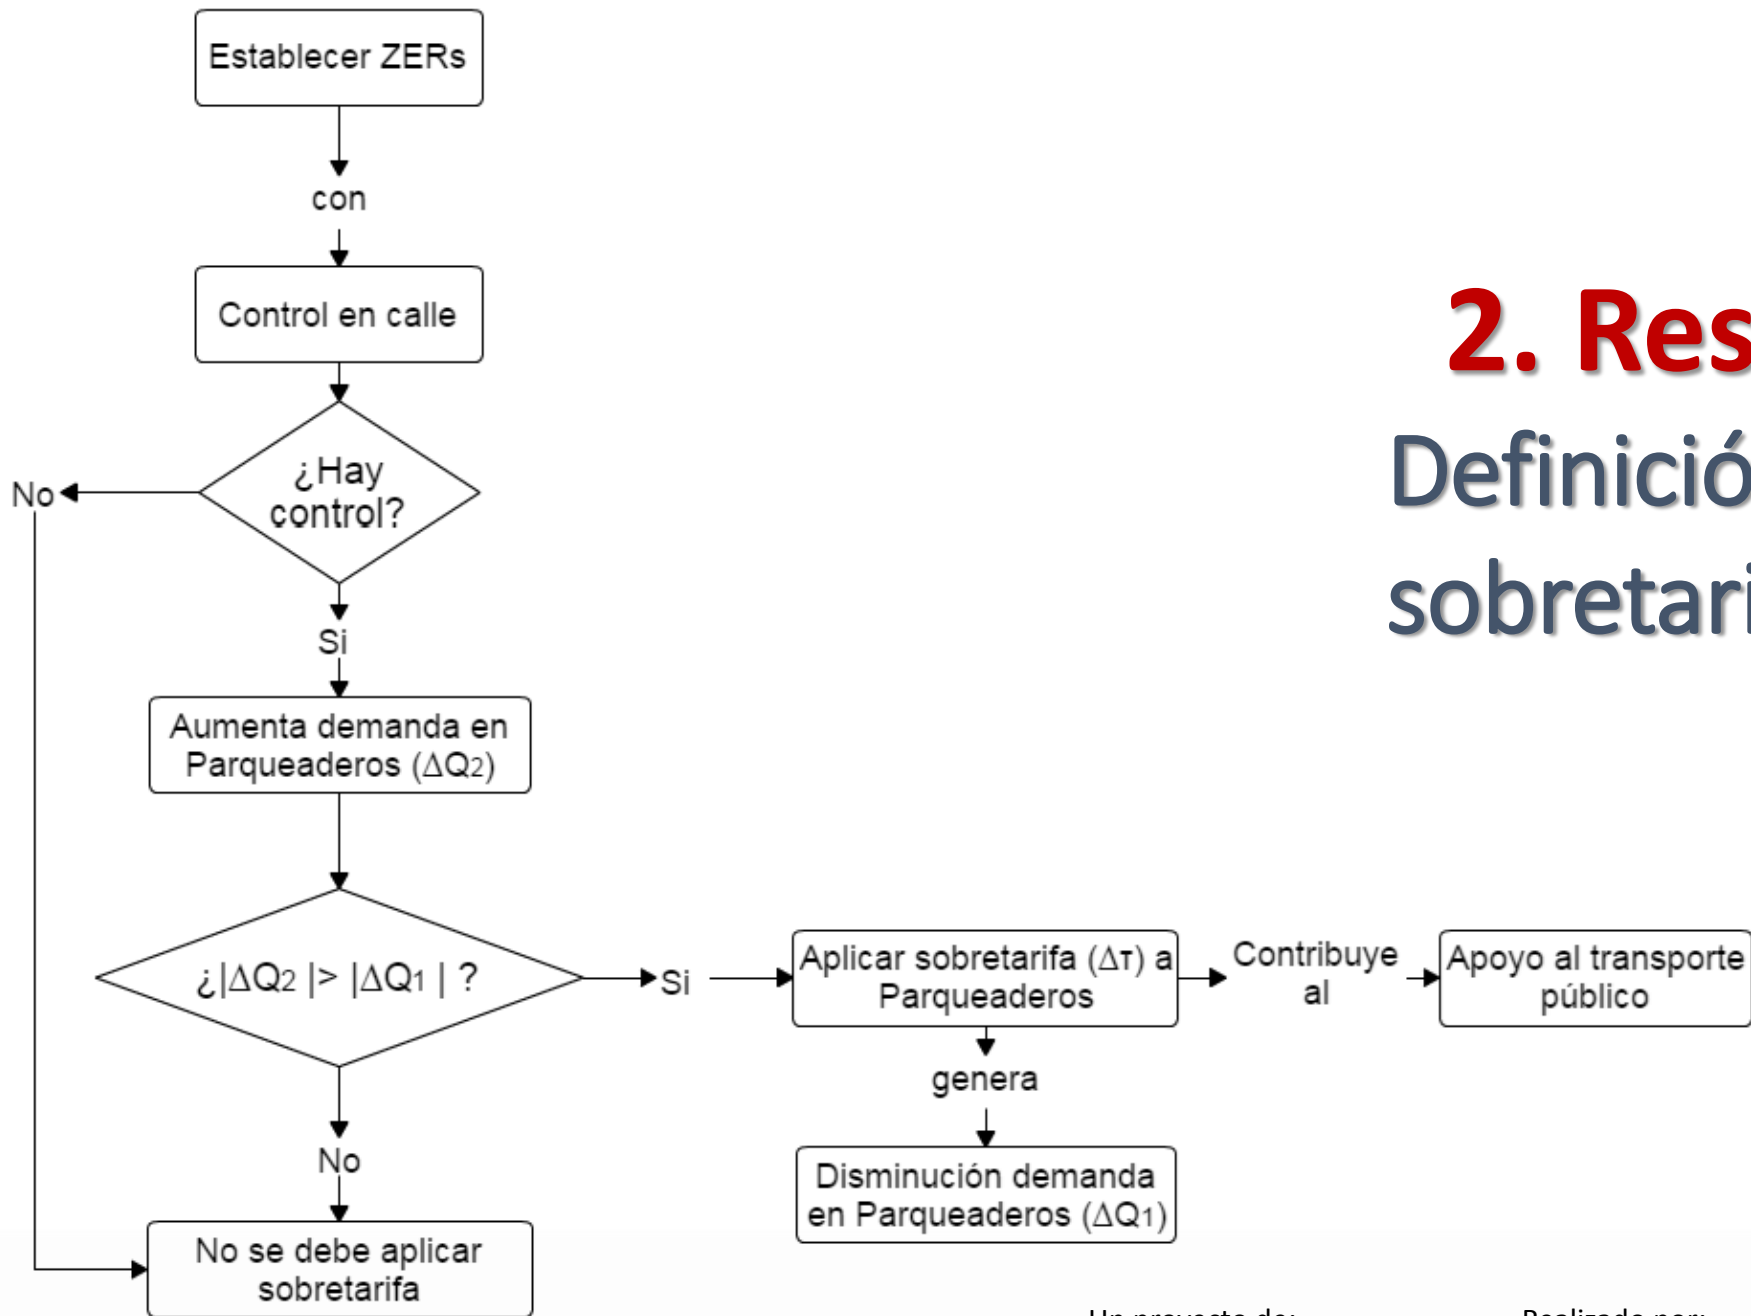 Establecer ZERs
con
Control en calle
¿Hay
control?
No
Si
Aumenta demanda en
Parqueaderos (ΔQ2)
¿|ΔQ2 |> |ΔQ1 | ?
Si
Aplicar sobretarifa (Δτ) a
Parqueaderos
Contribuye
al
Apoyo al transporte
público
genera
Disminución demanda
en Parqueaderos (ΔQ1)
No
No se debe aplicar
sobretarifa
2. Res
Definició
sobretari